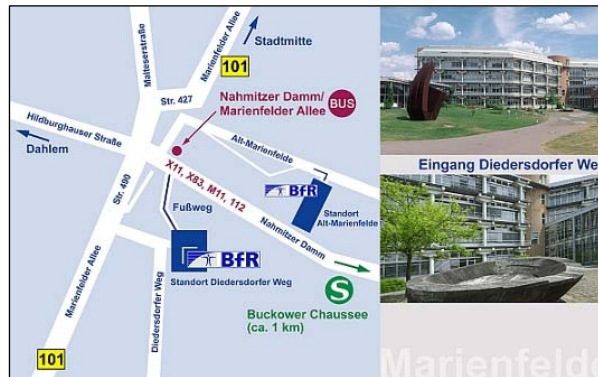 Marienfelder Allee
Stadtmitte
Malteserstraße
101
Str. 427
Nahmitzer Damm/
Marienfelder Allee
BUS
Hildburghauser Straße
Dahlem
Alt-Marienfelde
X11, X83, M11, 112
BfR
Standort
Alt-Marienfelde
Str. 490
Fußweg
Nahmitzer Damm
BfR
Standort Diedersdorfer Weg
Marienfelder Allee
Diedersdorfer Weg
S
Buckower Chaussee
(ca. 1 km)
101
Eingang Diedersdorfer We
Marienfelde